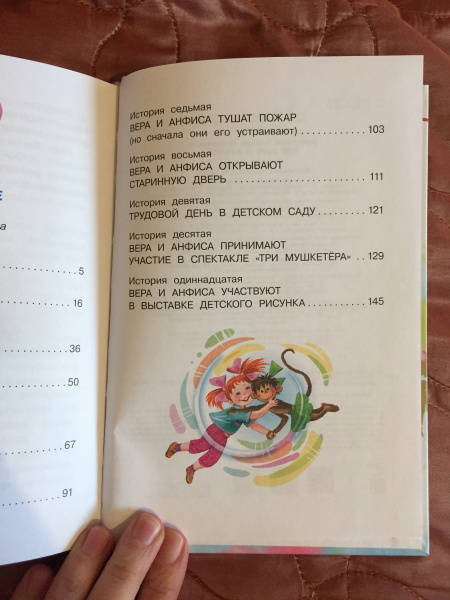 Е
а
5
16
36
50
67
91
История седьмая
ВЕРА И АНФИСА ТУШАТ ПОЖАР
(но сначала они его устраивают) ............ 103
История восьмая
ВЕРА И АНФИСА ОТКРЫВАЮТ
СТАРИННУЮ ДВЕРЬ .................... 111
История девятая
ТРУДОВОЙ ДЕНЬ В ДЕТСКОМ САДУ ........ 121
История десятая
ВЕРА И АНФИСА ПРИНИМАЮТ
УЧАСТИЕ В СПЕКТАКЛЕ «ТРИ МУШКЕТЁРА» .. 129
История одиннадцатая
ВЕРА И АНФИСА УЧАСТВУЮТ
В ВЫСТАВКЕ ДЕТСКОГО РИСУНКА ......... 145